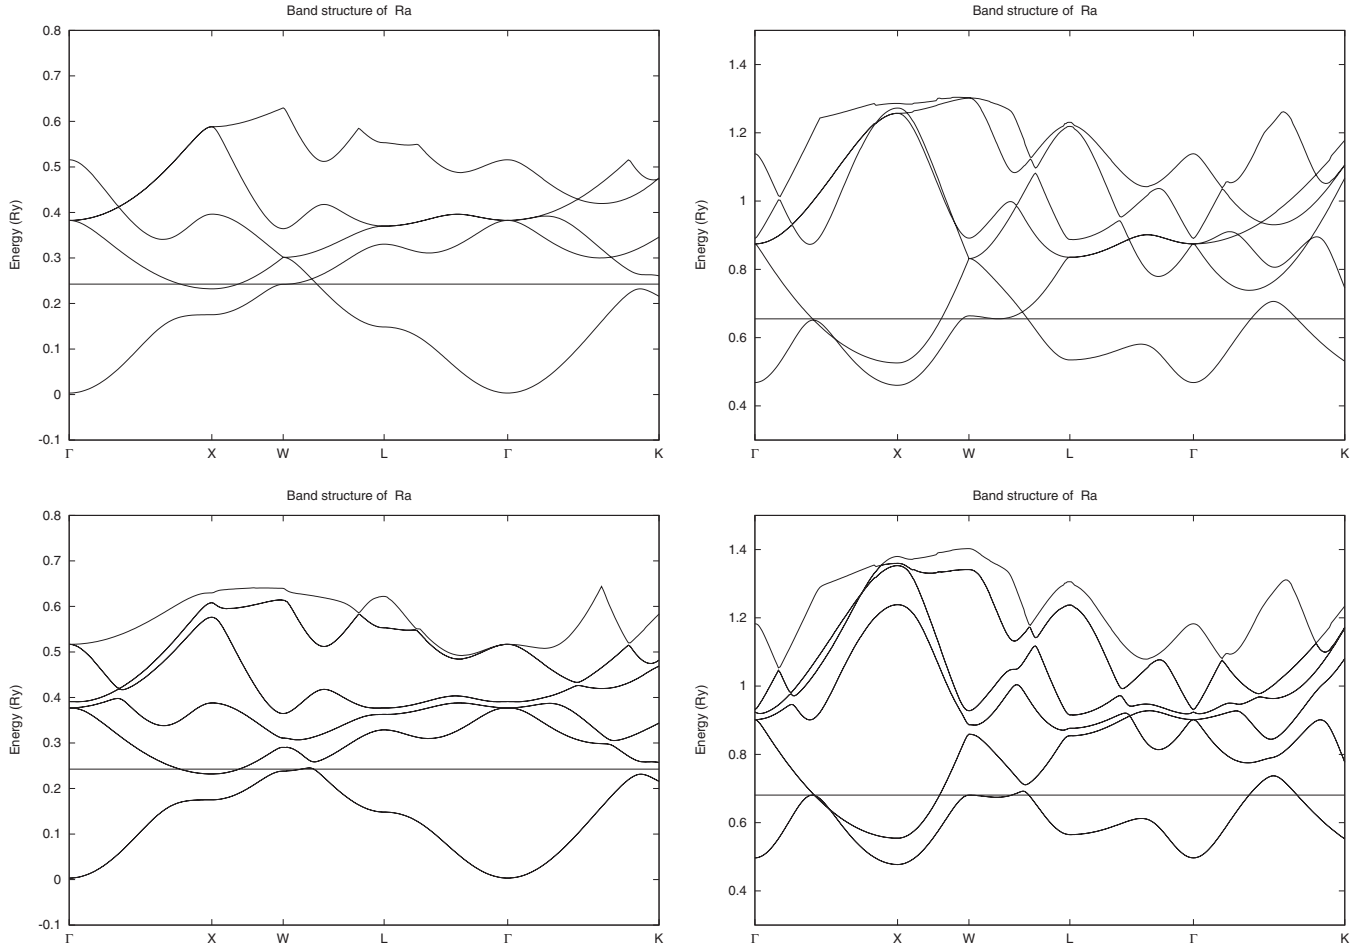 Band structure of Ra
0.8
0.7
0.6
0.5
0.4
0.3
0.2
0.1
0
-0.1
Energy (Ry)
Γ X W L Γ K
Band structure of Ra
1.4
1.2
1
0.8
0.6
0.4
Energy (Ry)
Γ X W L Γ K
Band structure of Ra
0.8
0.7
0.6
0.5
0.4
0.3
0.2
0.1
0
-0.1
Energy (Ry)
Γ X W L Γ K
Band structure of Ra
1.4
1.2
1
0.8
0.6
0.4
Energy (Ry)
Γ X W L Γ K